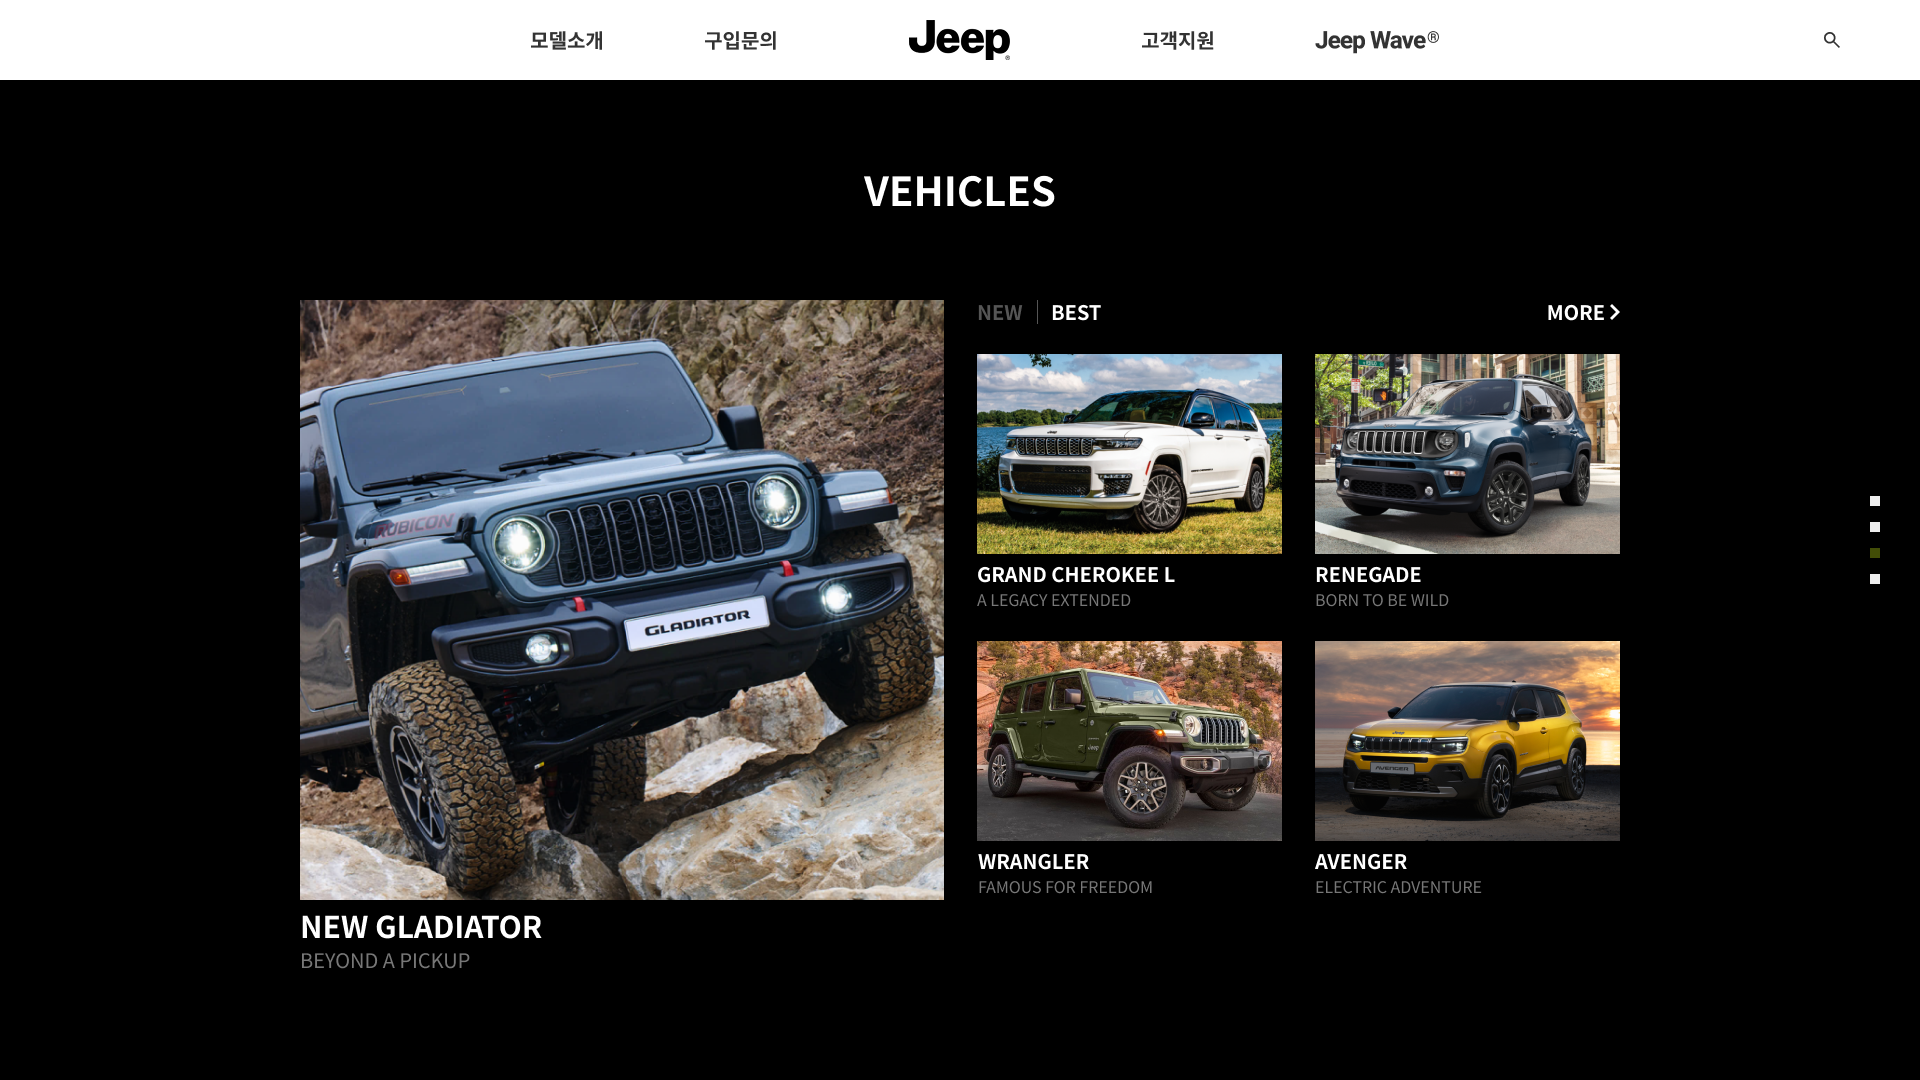 모델소개
구입문의
Jeep
고객지원
Jeep Wave®
VEHICLES
NEW
BEST
MORE
RUBICON
GLADIATOR
NEW GLADIATOR
BEYOND A PICKUP
GRAND CHEROKEE L
A LEGACY EXTENDED
RENEGADE
BORN TO BE WILD
Jeep
WRANGLER
FAMOUS FOR FREEDOM
AVENGER
AVENGER
ELECTRIC ADVENTURE